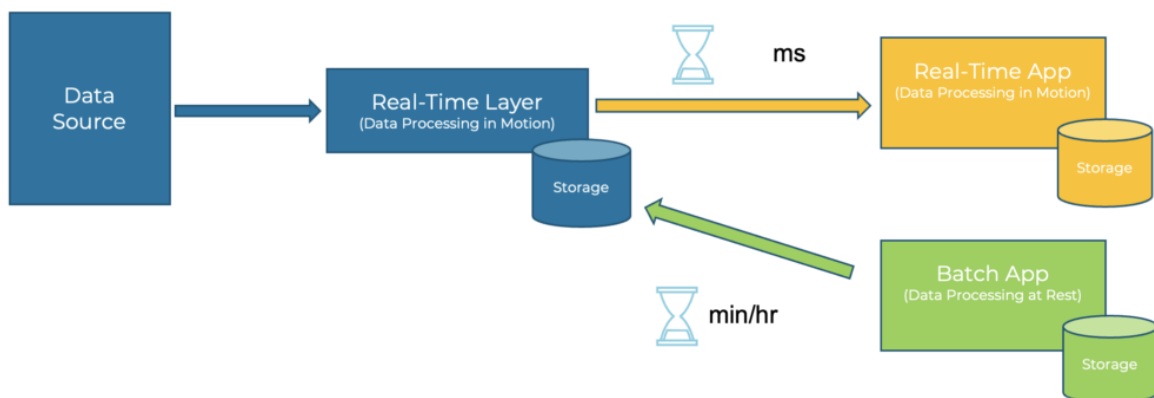 Data
Source
Real-Time Layer
(Data Processing in Motion)
Storage
ms
Real-Time App
(Data Processing in Motion)
Storage
min/hr
Batch App
(Data Processing at Rest)
Storage